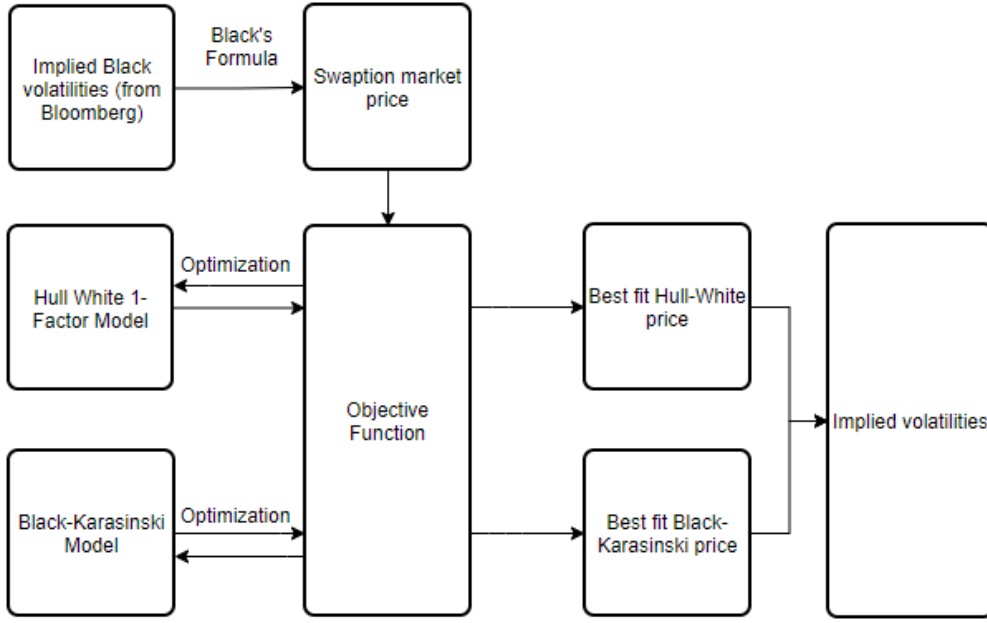 Implied Black
volatilities (from
Bloomberg)
Black's
Formula
Swaption market
price
Hull White 1-
Factor Model
Optimization
Objective
Function
Best fit Hull-White
price
Implied volatilities
Black-Karasinski
Model
Optimization
Best fit Black-
Karasinski price